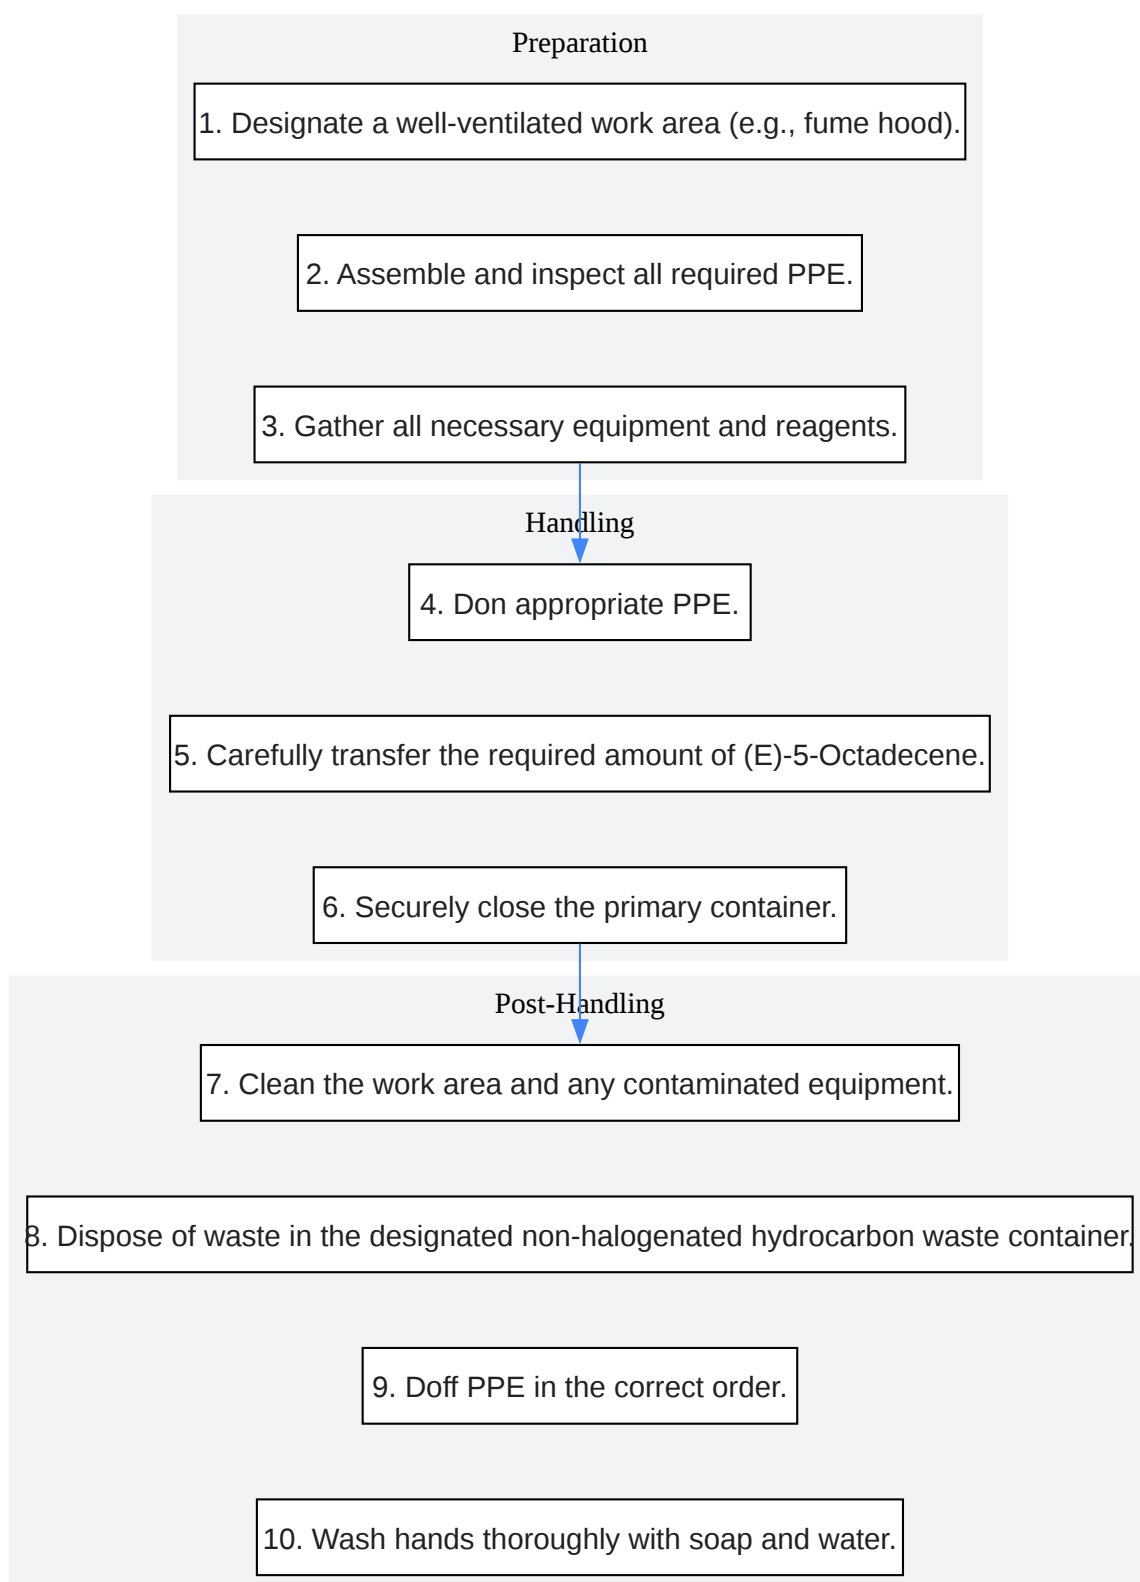 Preparation
1. Designate a well-ventilated work area (e.g., fume hood).
2. Assemble and inspect all required PPE.
3. Gather all necessary equipment and reagents.
Handling
4. Don appropriate PPE.
5. Carefully transfer the required amount of (E)-5-Octadecene.
6. Securely close the primary container.
Post-Handling
7. Clean the work area and any contaminated equipment.
8. Dispose of waste in the designated non-halogenated hydrocarbon waste container.
9. Doff PPE in the correct order.
10. Wash hands thoroughly with soap and water.